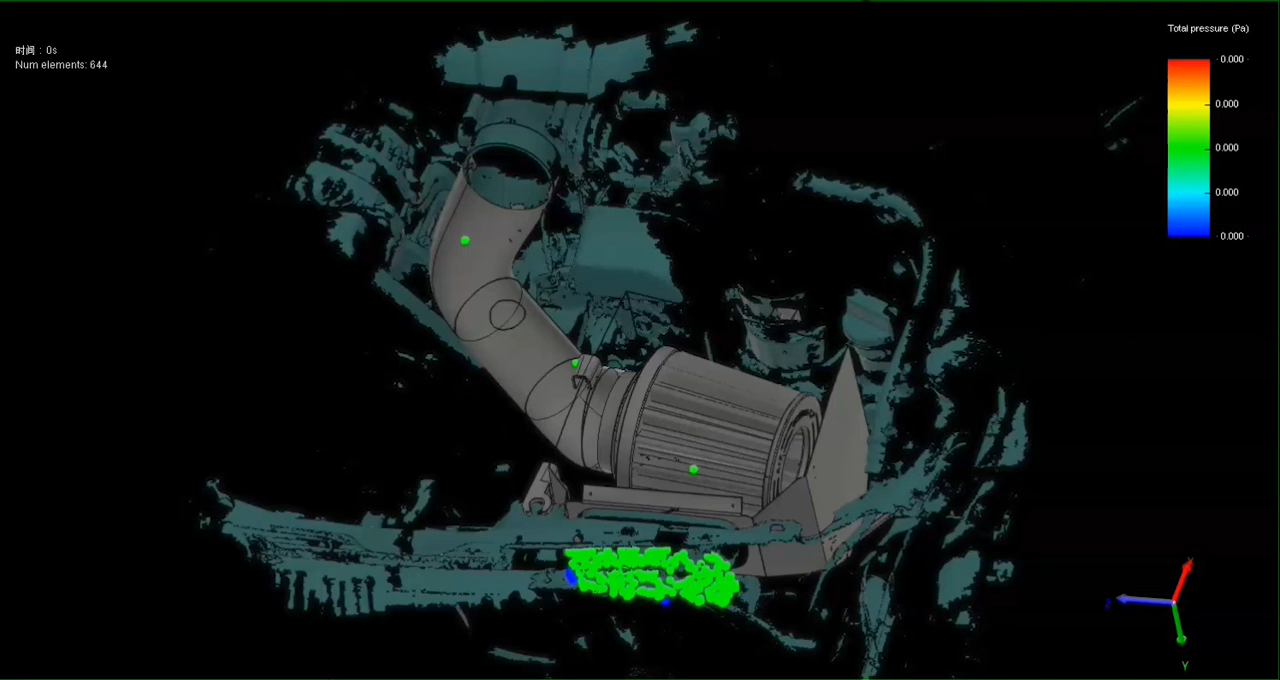 时间 : 0s
Num elements: 644
Total pressure (Pa)
0.000
0.000
0.000
0.000
0.000
X
Z
Y